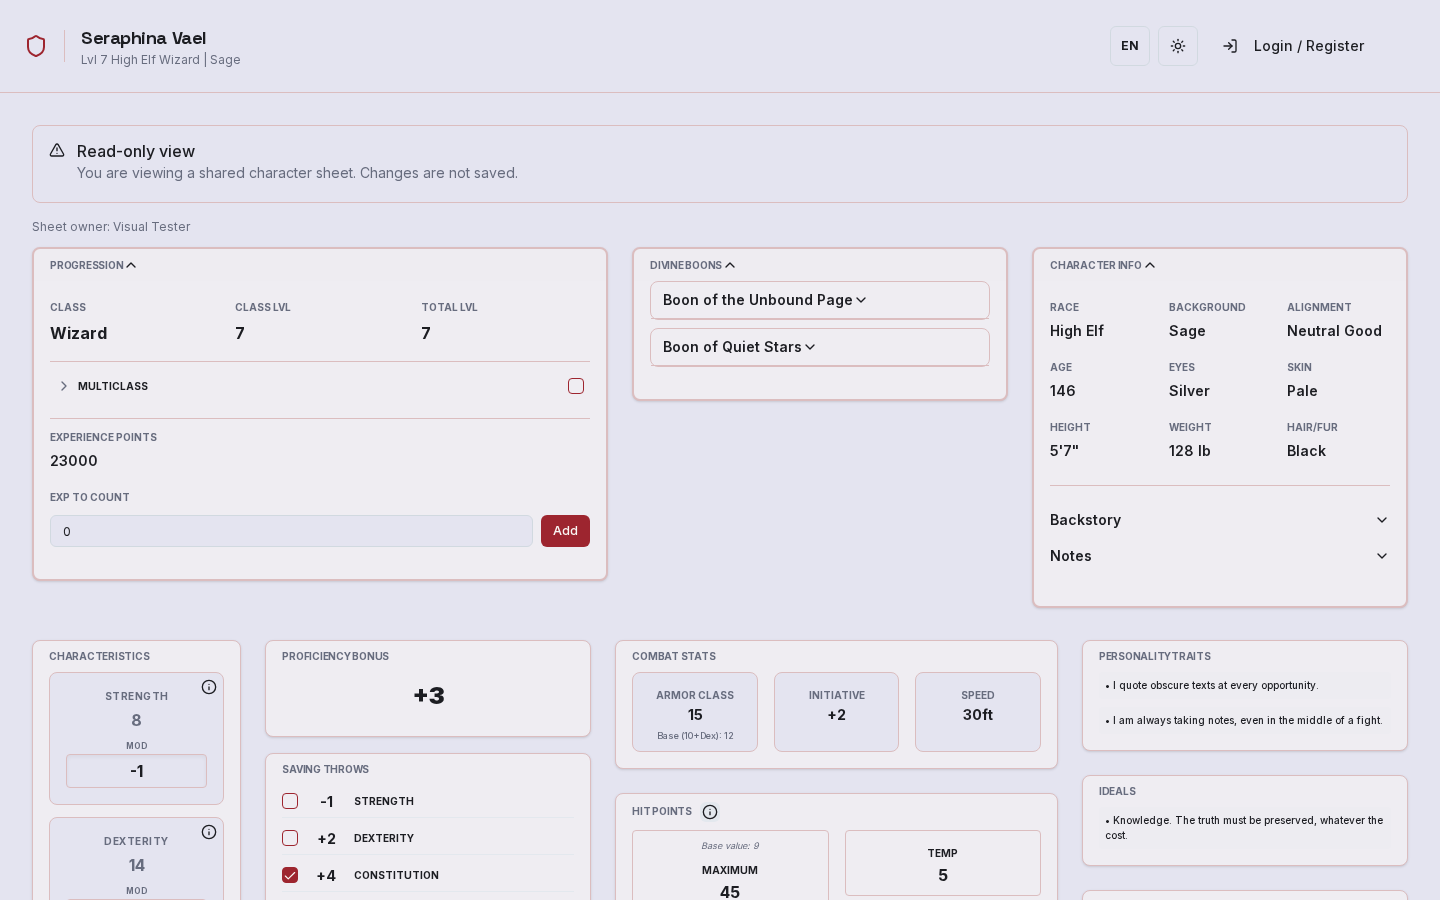 Seraphina Vael
Lvl 7 High Elf Wizard | Sage
EN
Login / Register
Read-only view
You are viewing a shared character sheet. Changes are not saved.
Sheet owner: Visual Tester
PROGRESSION
CLASS CLASS LVL TOTAL LVL
Wizard 7 7
MULTICLASS
EXPERIENCE POINTS
23000
EXP TO COUNT
0 Add
DIVINE BOONS
Boon of the Unbound Page
Boon of Quiet Stars
CHARACTER INFO
RACE BACKGROUND ALIGNMENT
High Elf Sage Neutral Good
AGE EYES SKIN
146 Silver Pale
HEIGHT WEIGHT HAIR/FUR
5'7" 128 lb Black
Backstory
Notes
CHARACTERISTICS
STRENGTH
8
MOD
-1
DEXTERITY
14
MOD
PROFICIENCY BONUS
+3
SAVING THROWS
-1 STRENGTH
+2 DEXTERITY
+4 CONSTITUTION
COMBAT STATS
ARMOR CLASS INITIATIVE SPEED
15 +2 30ft
Base (10+Dex): 12
HIT POINTS
Base value: 9
MAXIMUM
45
TEMP
5
PERSONALITY TRAITS
• I quote obscure texts at every opportunity.
• I am always taking notes, even in the middle of a fight.
IDEALS
• Knowledge. The truth must be preserved, whatever the
cost.